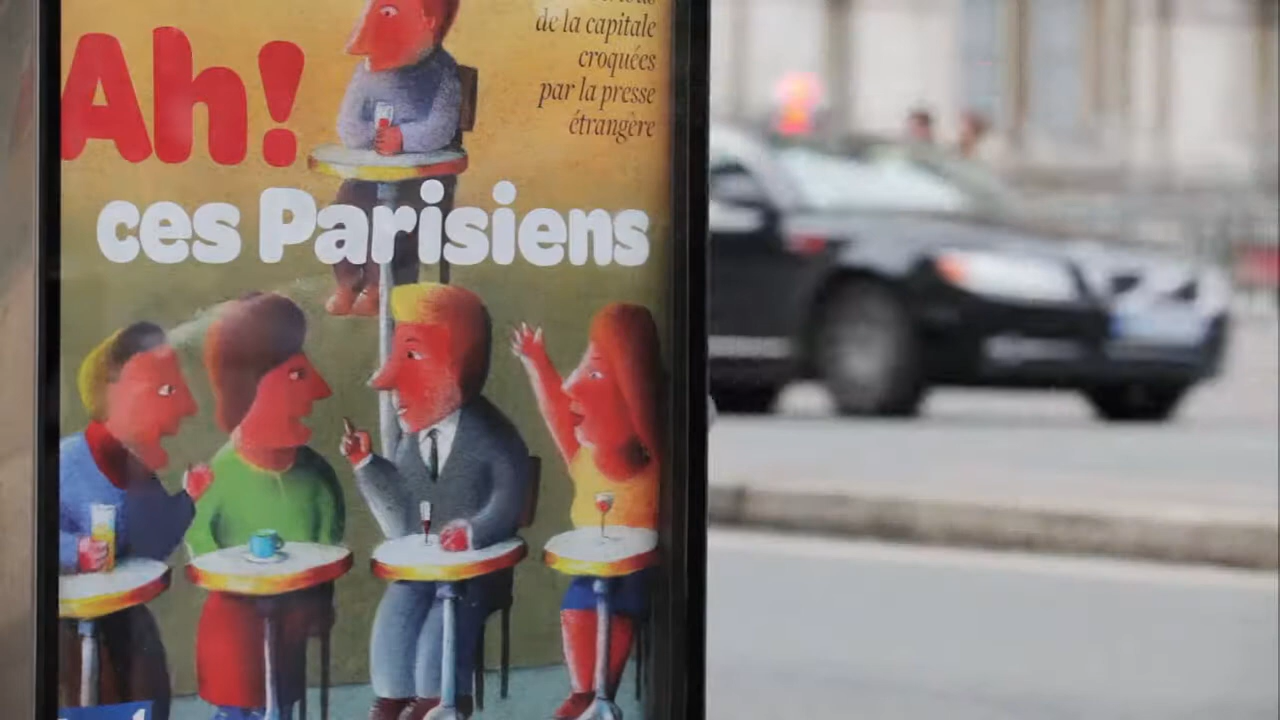 Ah!
ces Parisiens
de la capitale
croquées
par la presse
étrangère